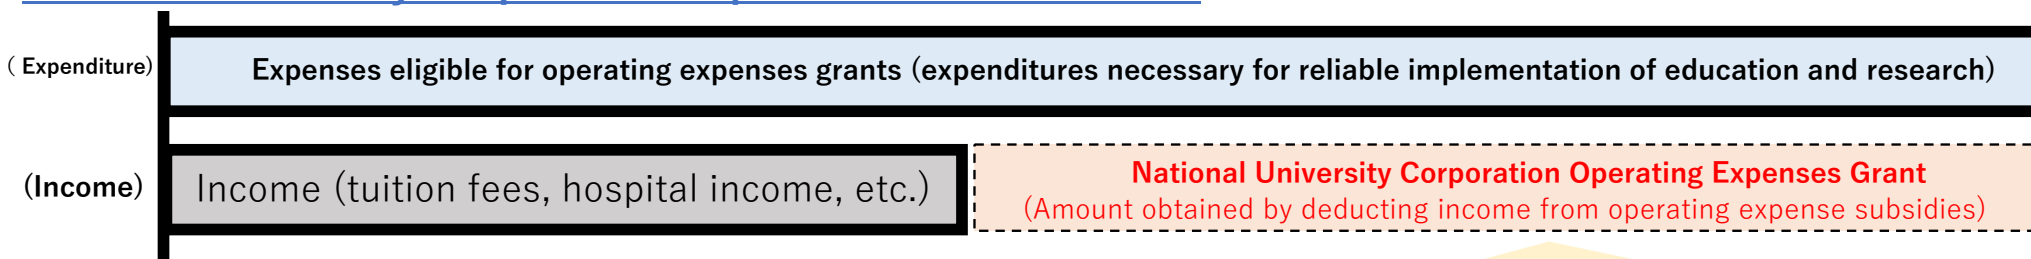 ( Expenditure)
Expenses eligible for operating expenses grants (expenditures necessary for reliable implementation of education and research)
(Income)
Income (tuition fees, hospital income, etc.)
National University Corporation Operating Expenses Grant
(Amount obtained by deducting income from operating expense subsidies)